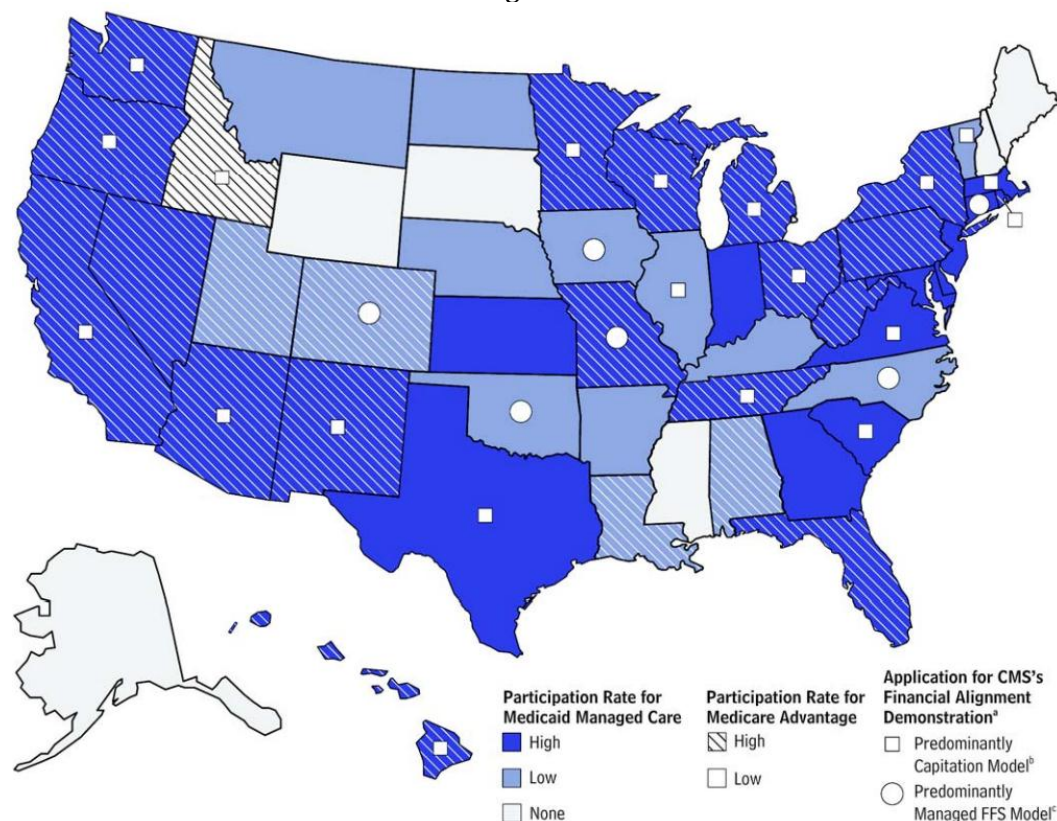 Participation Rate for
Medicaid Managed Care
High
Low
None
Participation Rate for
Medicare Advantage
High
Low
Application for CMS's
Financial Alignment
Demonstrationᵃ
Predominantly
Capitation Modelᵇ
Predominantly
Managed FFS Modelᶜ